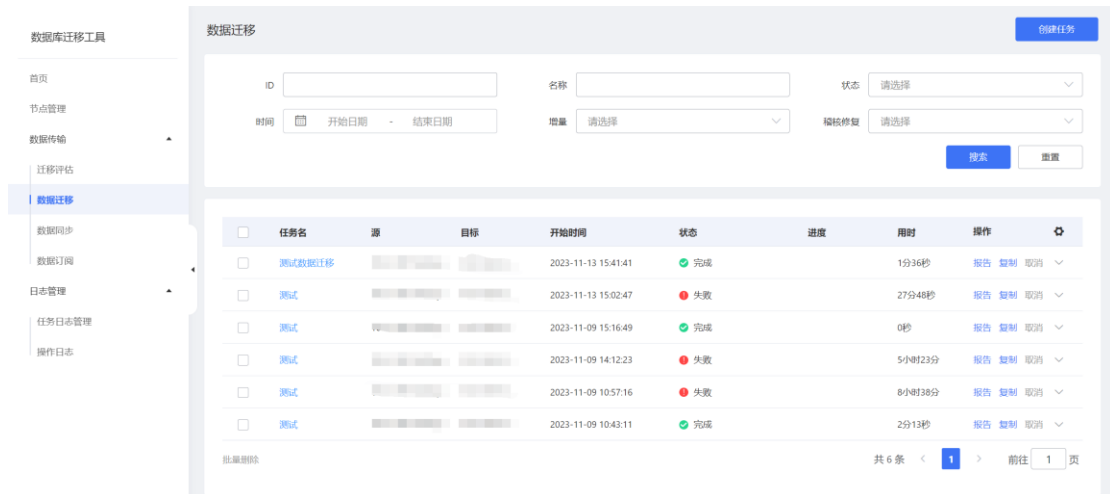 数据库迁移工具
首页
节点管理
数据传输
迁移评估
数据迁移
数据同步
数据订阅
日志管理
任务日志管理
操作日志
数据迁移
创建任务
ID
名称
状态 请选择
时间 开始日期 - 结束日期
增量 请选择
稽核修复 请选择
搜索 重置
任务名 源 目标 开始时间 状态 进度 用时 操作
测试数据迁移 2023-11-13 15:41:41 完成 1分36秒 报告 复制 取消
测试 2023-11-13 15:02:47 失败 27分48秒 报告 复制 取消
测试 2023-11-09 15:16:49 完成 0秒 报告 复制 取消
测试 2023-11-09 14:12:23 失败 5小时23分 报告 复制 取消
测试 2023-11-09 10:57:16 失败 8小时38分 报告 复制 取消
测试 2023-11-09 10:43:11 完成 2分13秒 报告 复制 取消
批量删除
共 6 条 < 1 > 前往 1 页